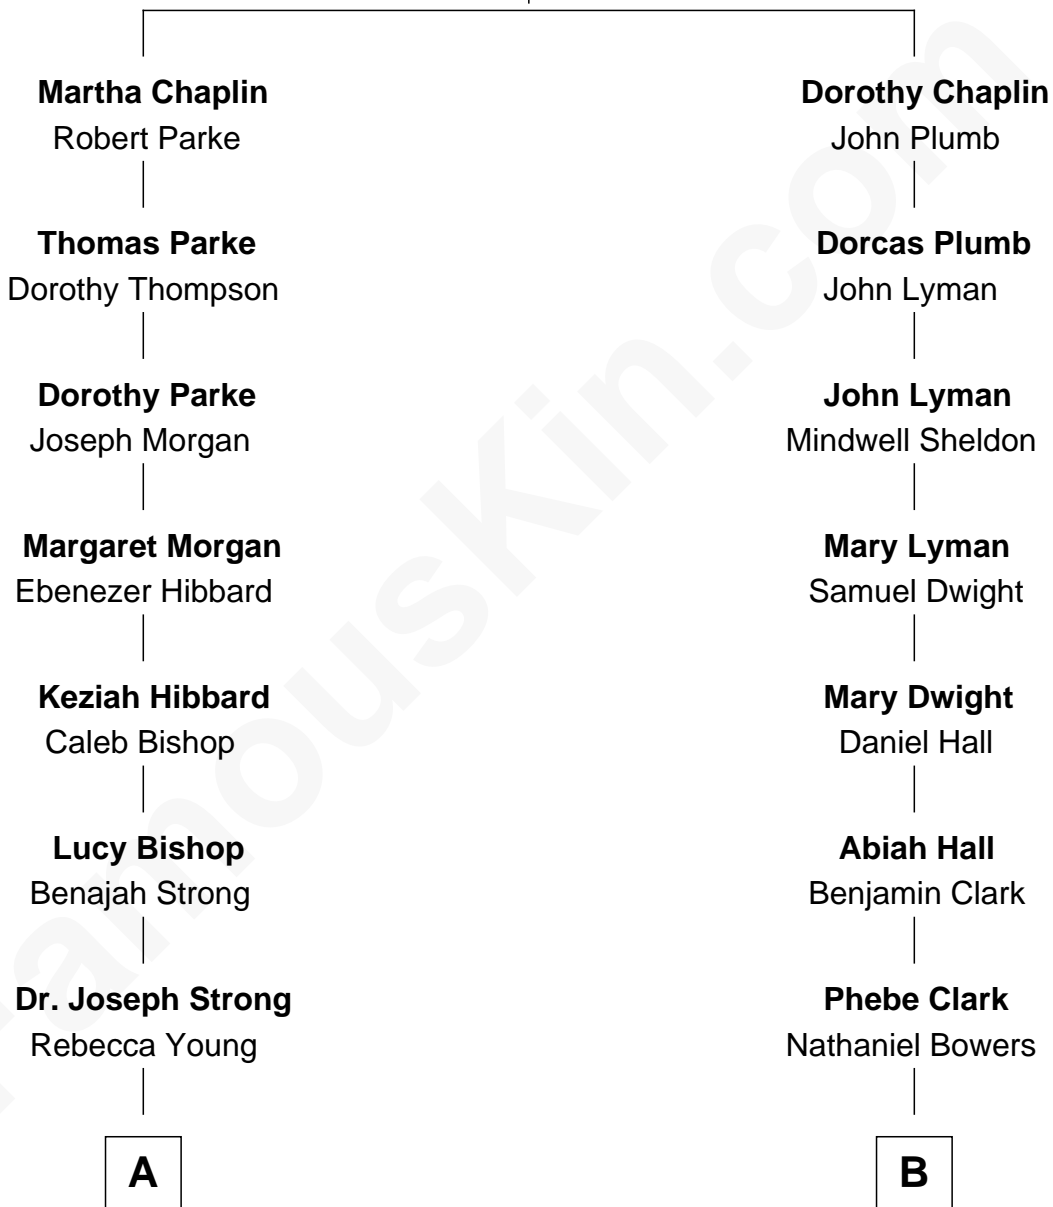 Martha Chaplin
Robert Parke
Thomas Parke
Dorothy Thompson
Dorothy Parke
Joseph Morgan
Margaret Morgan
Ebenezer Hibbard
Keziah Hibbard
Caleb Bishop
Lucy Bishop
Benajah Strong
Dr. Joseph Strong
Rebecca Young
A
Dorothy Chaplin
John Plumb
Dorcas Plumb
John Lyman
John Lyman
Mindwell Sheldon
Mary Lyman
Samuel Dwight
Mary Dwight
Daniel Hall
Abiah Hall
Benjamin Clark
Phebe Clark
Nathaniel Bowers
B
FamousKin.com